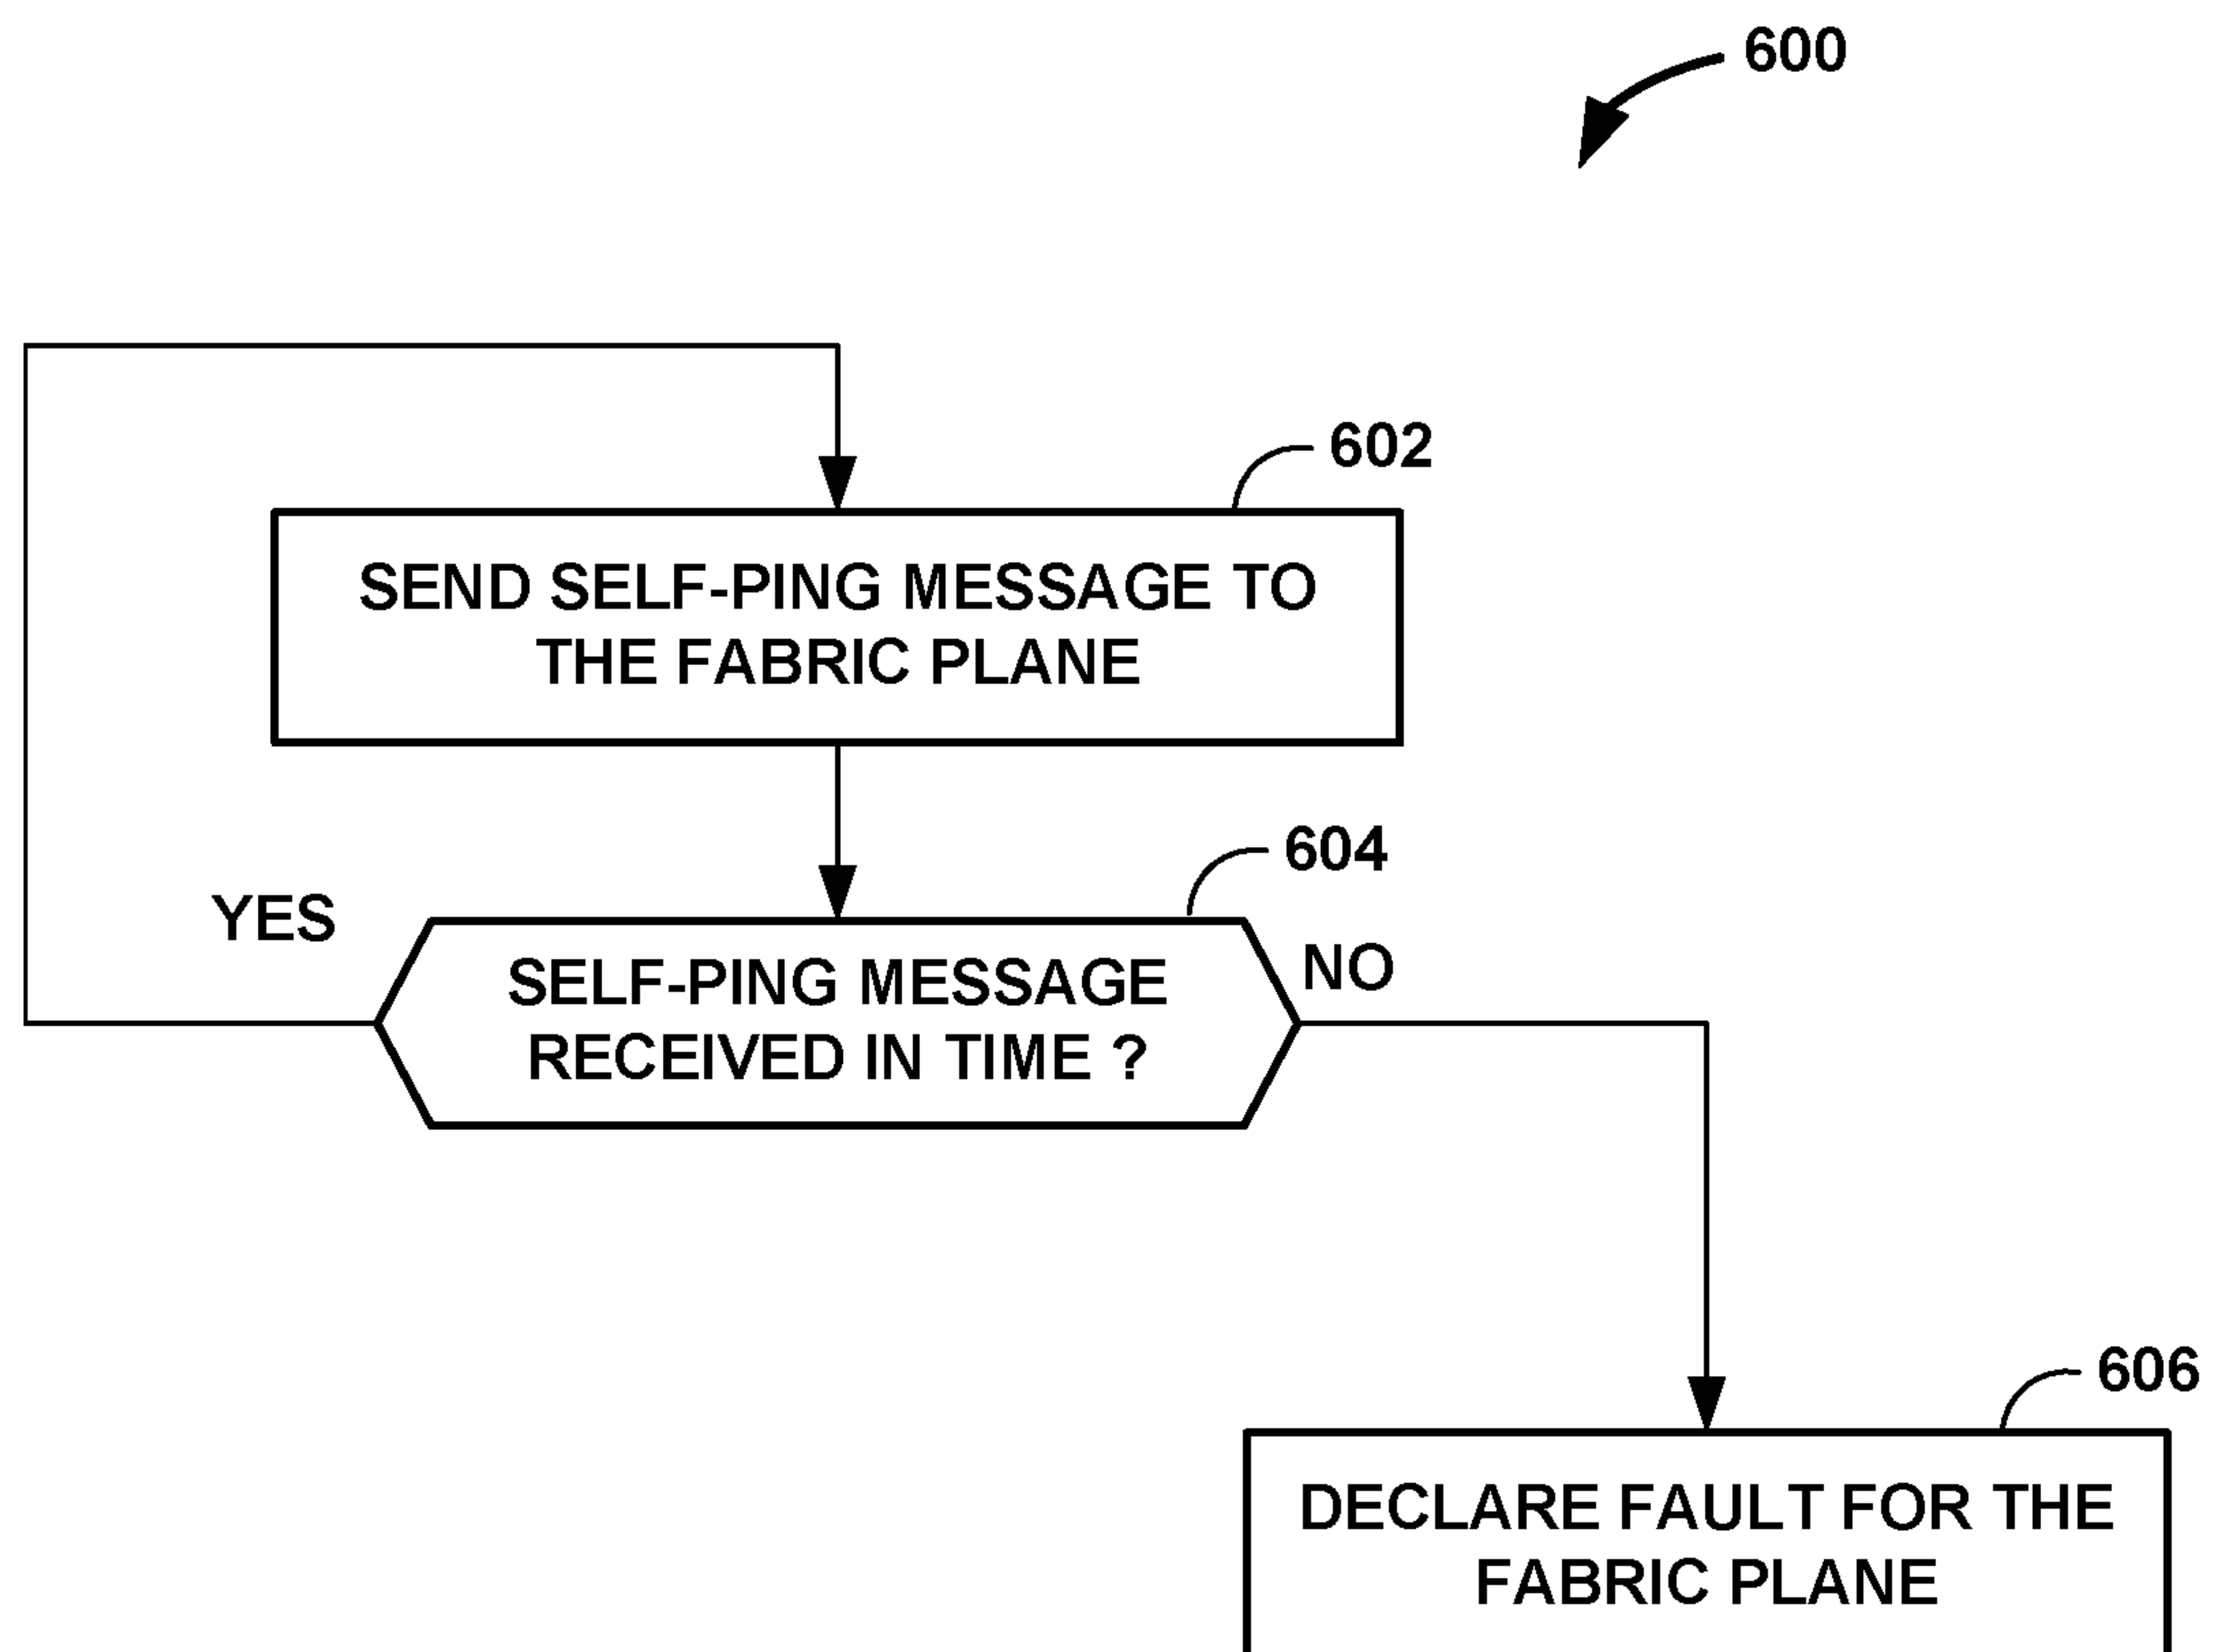 600
602
SEND SELF-PING MESSAGE TO
THE FABRIC PLANE
604
YES
NO
SELF-PING MESSAGE
RECEIVED IN TIME ?
606
DECLARE FAULT FOR THE
FABRIC PLANE